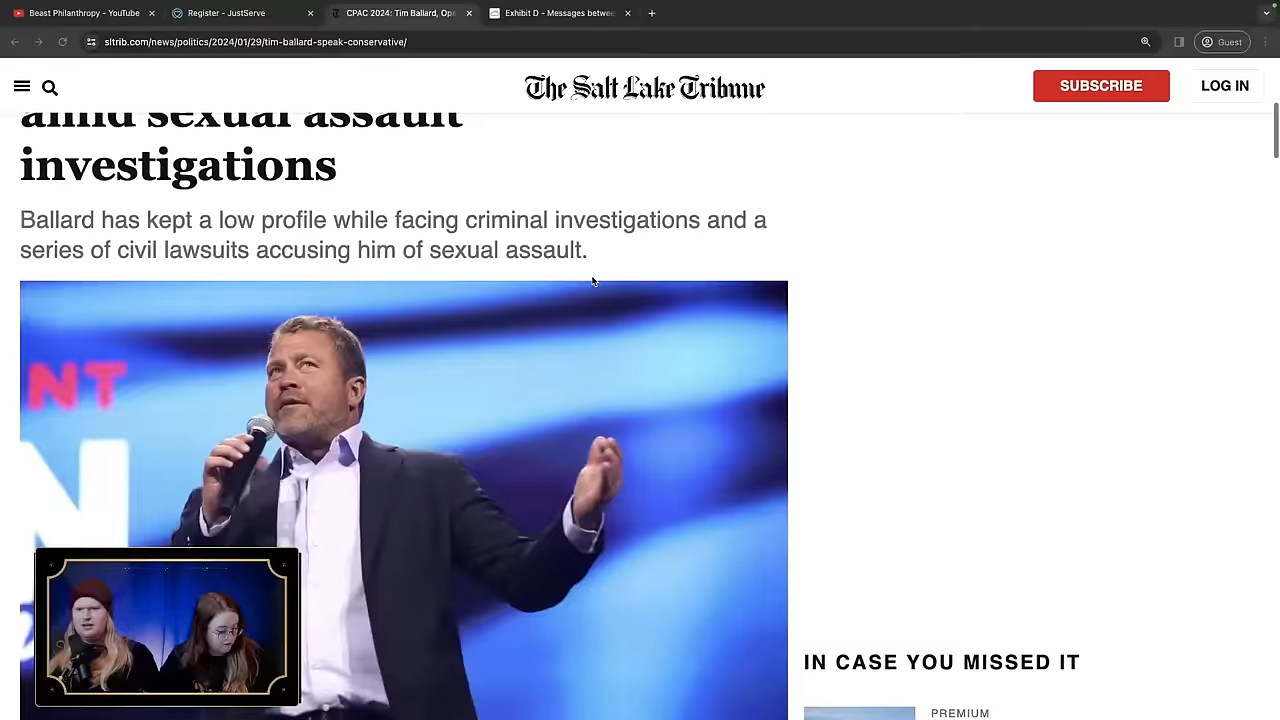 Beast Philanthropy - YouTube
Register - JustServe
CPAC 2024: Tim Ballard, Ope
Exhibit D - Messages betwee
sltrib.com/news/politics/2024/01/29/tim-ballard-speak-conservative/
Guest
The Salt Lake Tribune
SUBSCRIBE
LOG IN
amid sexual assault
investigations
Ballard has kept a low profile while facing criminal investigations and a
series of civil lawsuits accusing him of sexual assault.
NT
N
IN CASE YOU MISSED IT
PREMIUM